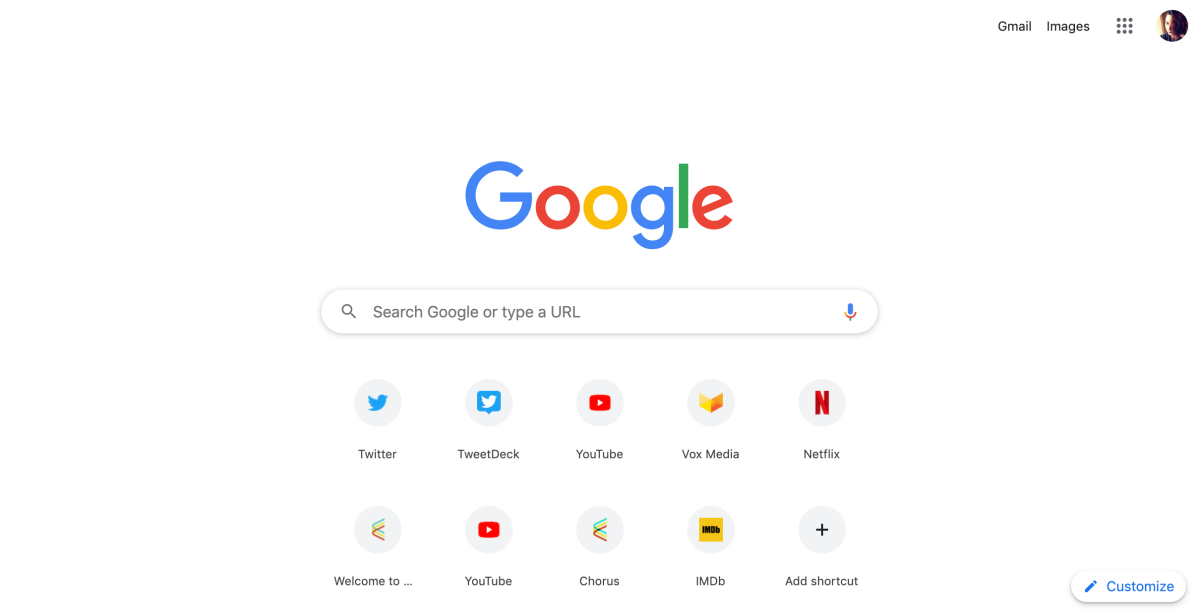 Gmail Images
Google
Search Google or type a URL
Twitter TweetDeck YouTube Vox Media Netflix
IMDb
Welcome to ... YouTube Chorus IMDb Add shortcut
Customize